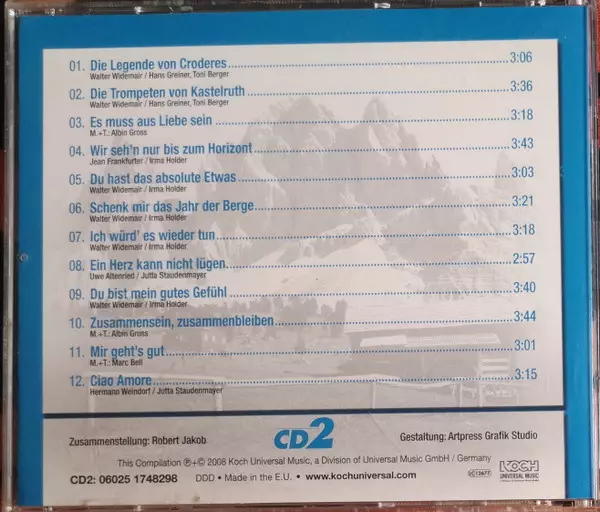 01. Die Legende von Croderes 3:06
Walter Widemair / Hans Greiner, Toni Berger
02. Die Trompeten von Kastelruth 3:36
Walter Widemair / Hans Greiner, Toni Berger
03. Es muss aus Liebe sein 3:18
M.+T.: Albin Gross
04. Wir seh'n nur bis zum Horizont 3:43
Jean Frankfurter / Irma Holder
05. Du hast das absolute Etwas 3:03
Walter Widemair / Irma Holder
06. Schenk mir das Jahr der Berge 3:21
Walter Widemair / Irma Holder
07. Ich würd' es wieder tun 3:18
Walter Widemair / Irma Holder
08. Ein Herz kann nicht lügen 2:57
Uwe Altenried / Jutta Staudenmayer
09. Du bist mein gutes Gefühl 3:40
Walter Widemair / Irma Holder
10. Zusammensein, zusammenbleiben 3:44
M.+T.: Albin Gross
11. Mir geht's gut 3:01
M.+T.: Marc Bell
12. Ciao Amore 3:15
Hermann Weindorf / Jutta Staudenmayer
Zusammenstellung: Robert Jakob CD2 Gestaltung: Artpress Grafik Studio
This Compilation ℗+© 2008 Koch Universal Music, a Division of Universal Music GmbH / Germany
CD2: 06025 1748298 DDD • Made in the E.U. • www.kochuniversal.com
LC 13677
KOCH
UNIVERSAL MUSIC